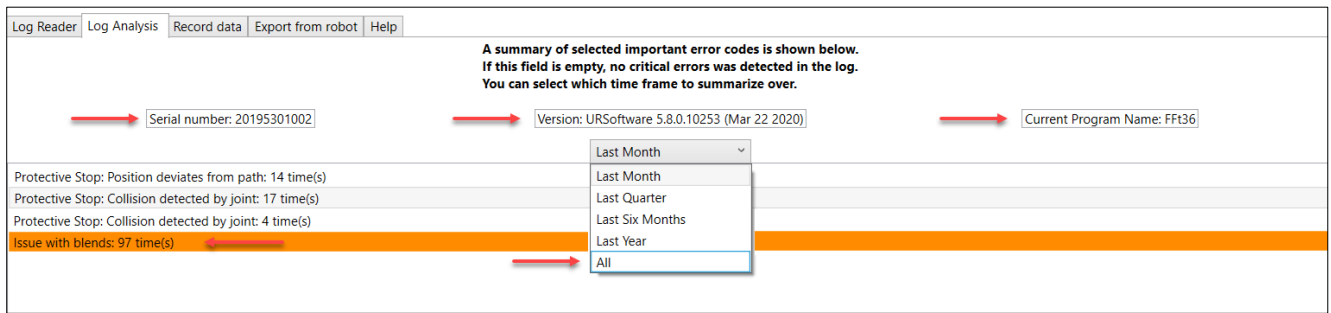 Log Reader Log Analysis Record data Export from robot Help
A summary of selected important error codes is shown below.
If this field is empty, no critical errors was detected in the log.
You can select which time frame to summarize over.
Serial number: 20195301002 Version: URSoftware 5.8.0.10253 (Mar 22 2020) Current Program Name: FFt36
Last Month
Protective Stop: Position deviates from path: 14 time(s)
Protective Stop: Collision detected by joint: 17 time(s)
Protective Stop: Collision detected by joint: 4 time(s)
Issue with blends: 97 time(s)
Last Month
Last Quarter
Last Six Months
Last Year
All